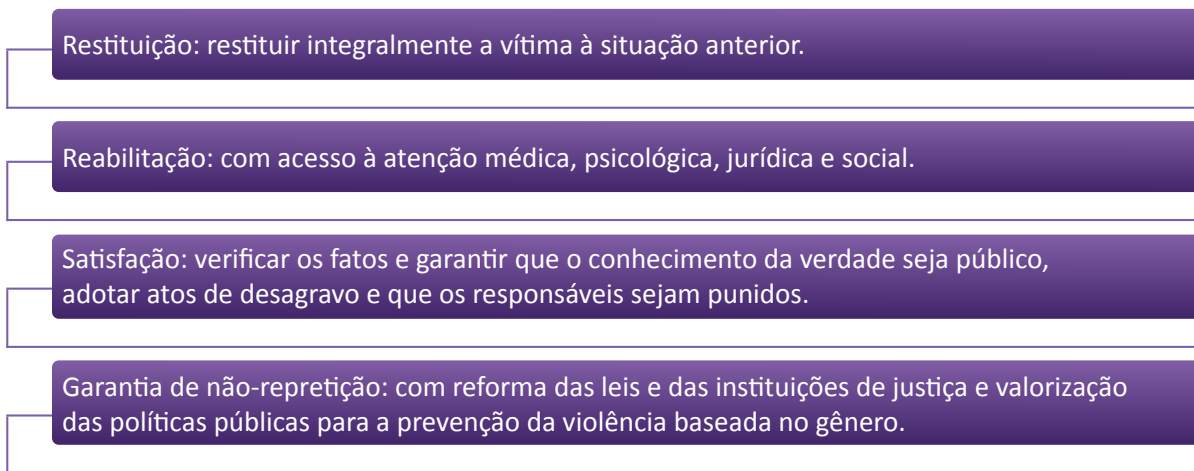 Restituição: restituir integralmente a vítima à situação anterior.
Reabilitação: com acesso à atenção médica, psicológica, jurídica e social.
Satisfação: verificar os fatos e garantir que o conhecimento da verdade seja público,
adotar atos de desagravo e que os responsáveis sejam punidos.
Garantia de não-repretição: com reforma das leis e das instituições de justiça e valorização
das políticas públicas para a prevenção da violência baseada no gênero.